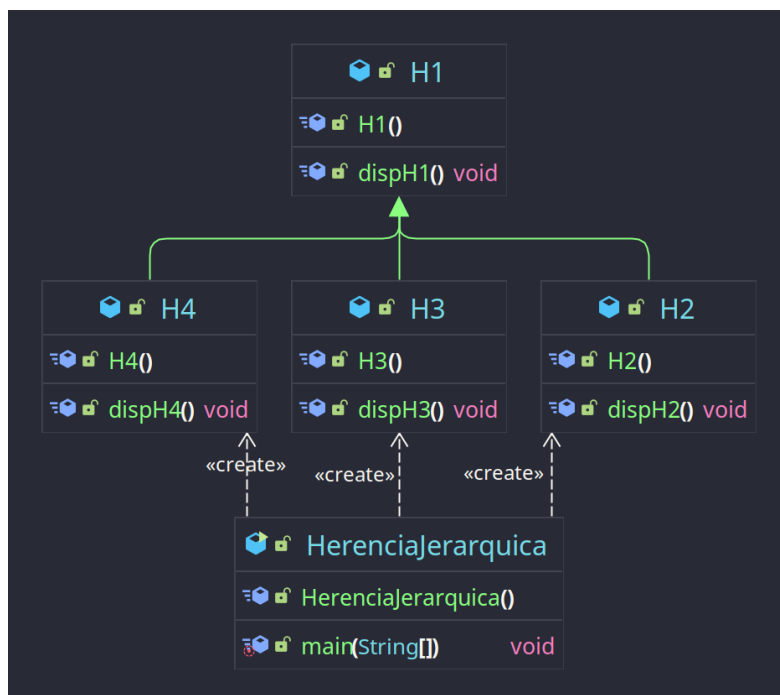 H1
H1()
dispH1() void
H4 H3 H2
H4() H3() H2()
dispH4() void dispH3() void dispH2() void
«create» «create» «create»
HerenciaJerarquica
HerenciaJerarquica()
main(String[]) void